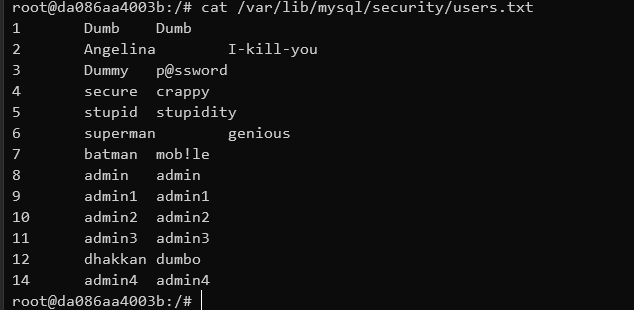 root@da086aa4003b:/# cat /var/lib/mysql/security/users.txt
1 Dumb Dumb
2 Angelina I-kill-you
3 Dummy p@ssword
4 secure crappy
5 stupid stupidity
6 superman genious
7 batman mob!le
8 admin admin
9 admin1 admin1
10 admin2 admin2
11 admin3 admin3
12 dhakkan dumbo
14 admin4 admin4
root@da086aa4003b:/#